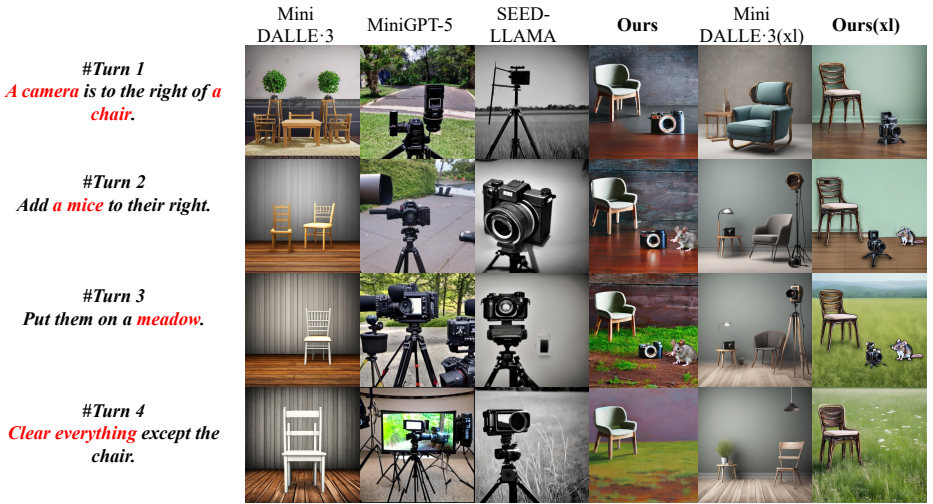 Mini
DALLE·3
MiniGPT-5
SEED-
LLAMA
Ours
Mini
DALLE·3(xl)
Ours(xl)
#Turn 1
A camera is to the right of a
chair.
#Turn 2
Add a mice to their right.
#Turn 3
Put them on a meadow.
#Turn 4
Clear everything except the
chair.